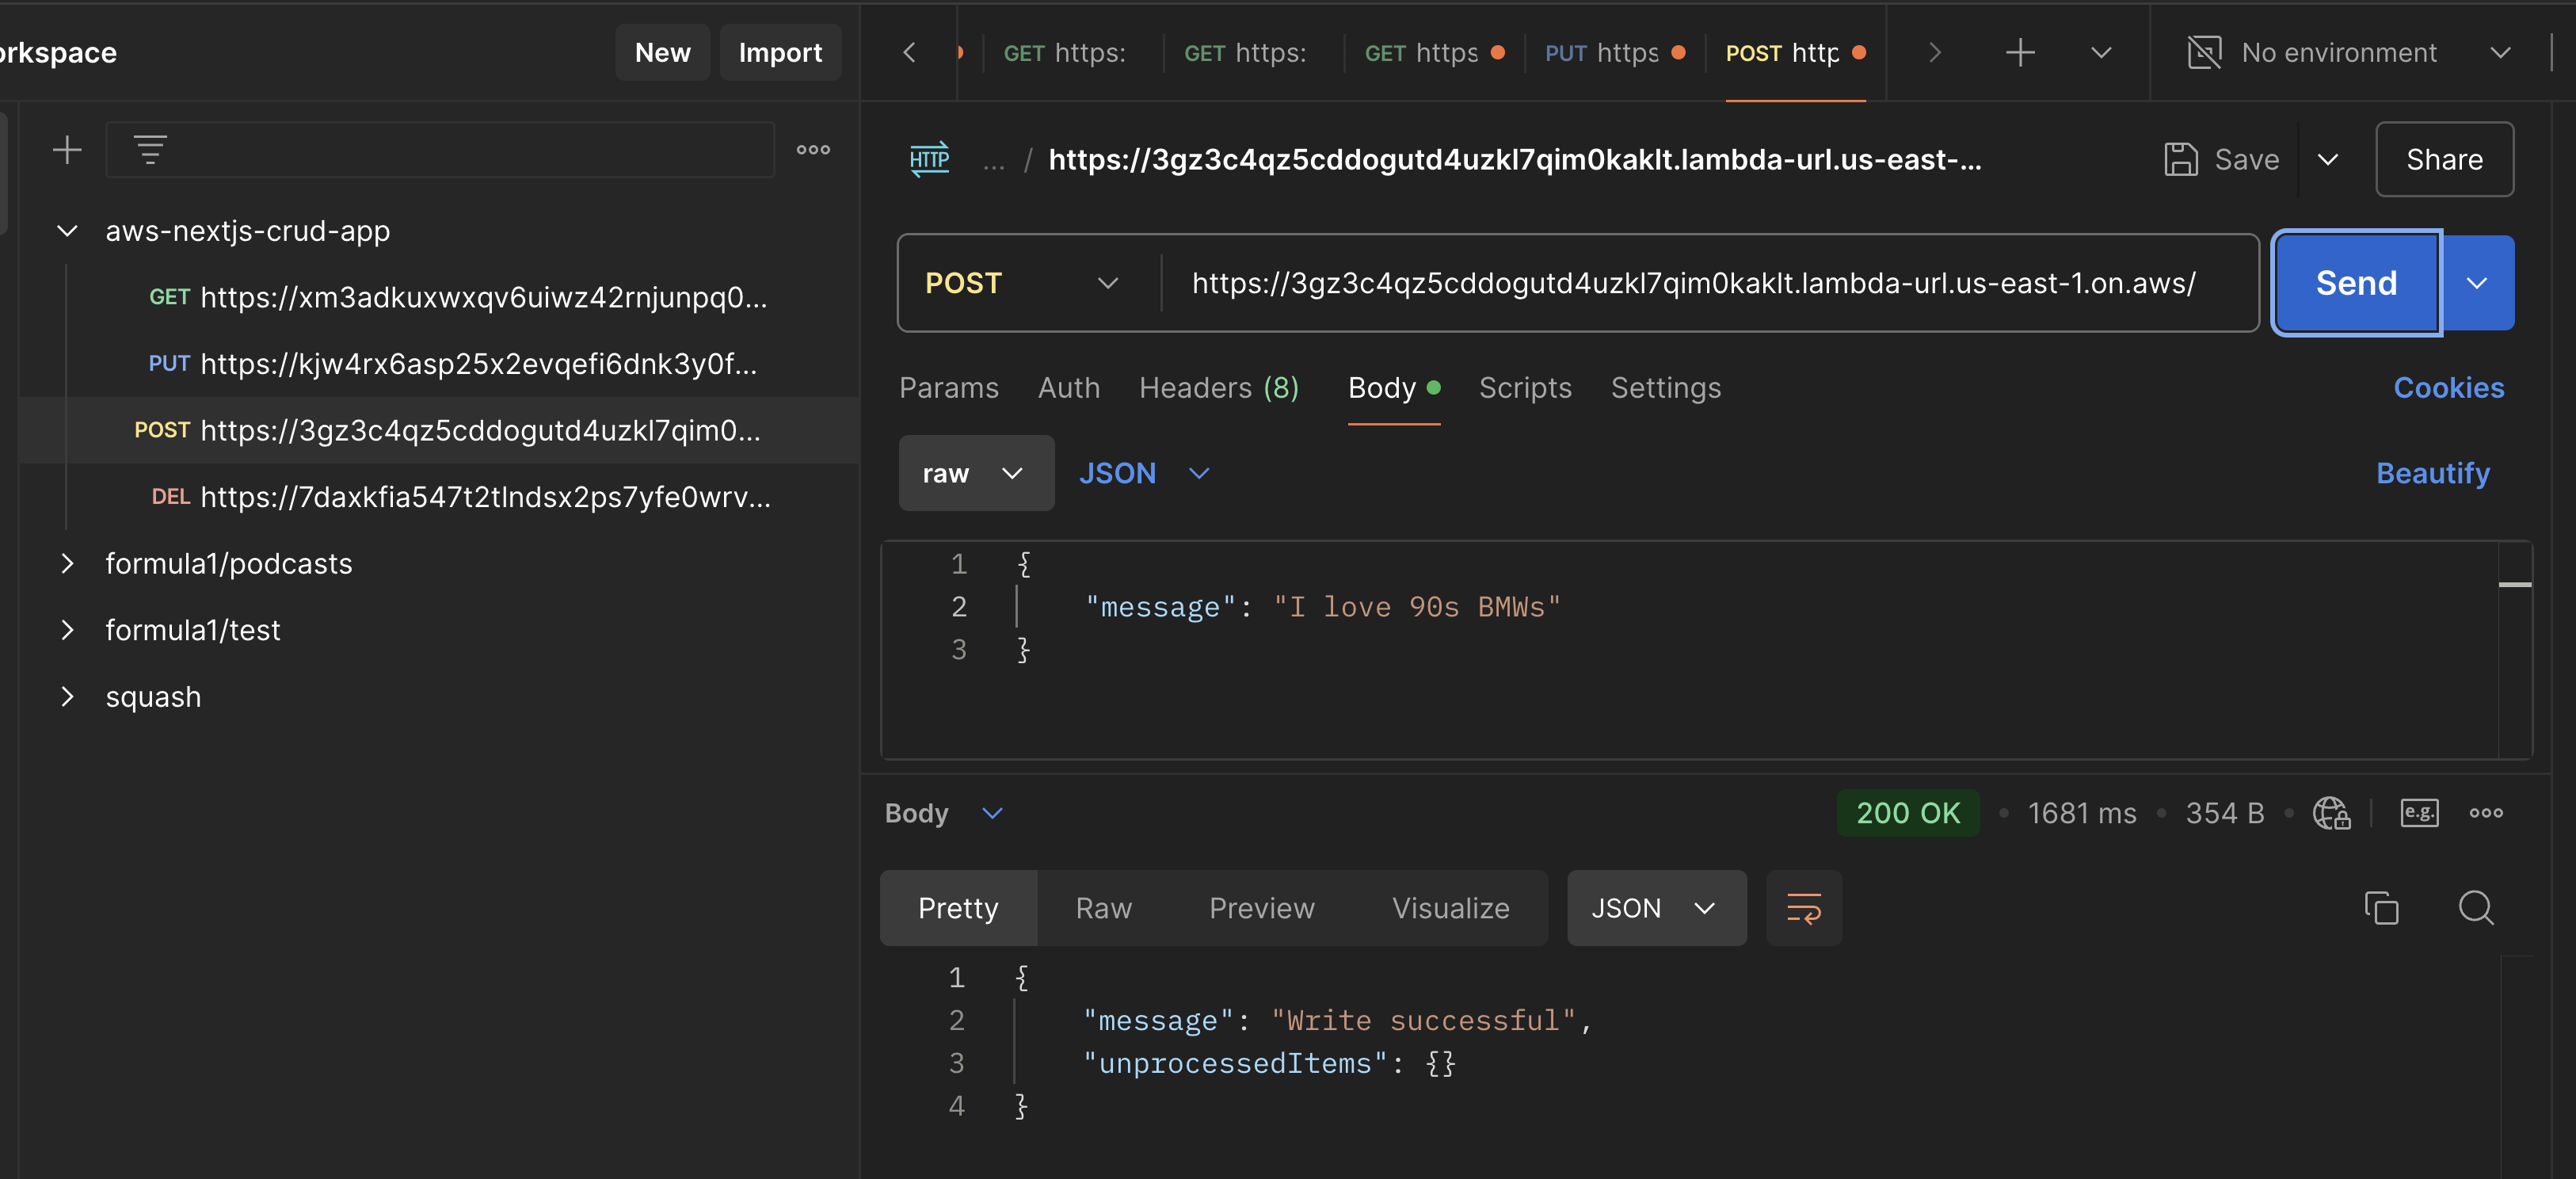 orkspace
New
Import
GET https:
GET https:
GET https
PUT https
POST http
No environment
HTTP
... / https://3gz3c4qz5cddogutd4uzkl7qim0kaklt.lambda-url.us-east-...
Save
Share
aws-nextjs-crud-app
GET https://xm3adkuxwxqv6uiwz42rnjunpq0...
PUT https://kjw4rx6asp25x2evqefi6dnk3y0f...
POST https://3gz3c4qz5cddogutd4uzkl7qim0...
DEL https://7daxkfia547t2tlndsx2ps7yfe0wrv...
formula1/podcasts
formula1/test
squash
POST
https://3gz3c4qz5cddogutd4uzkl7qim0kaklt.lambda-url.us-east-1.on.aws/
Send
Params Auth Headers (8) Body Scripts Settings
Cookies
raw
JSON
Beautify
1 {
2 "message": "I love 90s BMWs"
3 }
Body
200 OK • 1681 ms • 354 B •
e.g.
Pretty Raw Preview Visualize
JSON
1 {
2 "message": "Write successful",
3 "unprocessedItems": {}
4 }